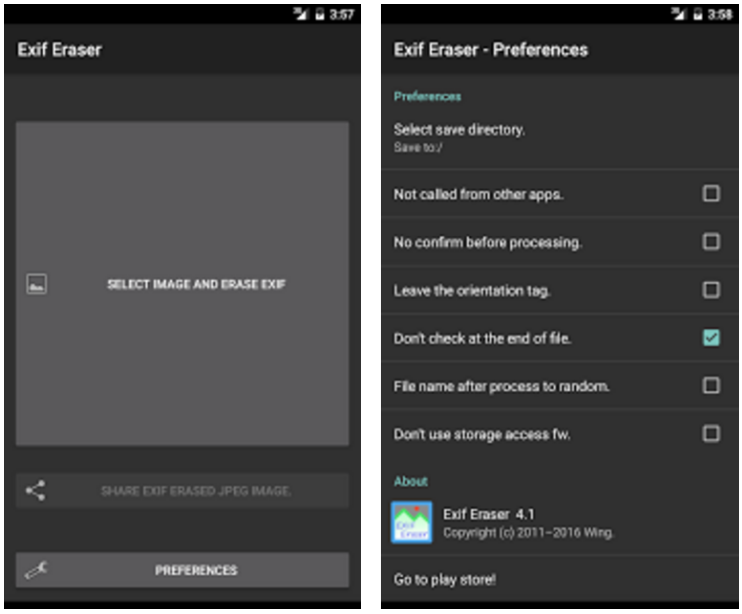 3:57
Exif Eraser
SELECT IMAGE AND ERASE EXIF
SHARE EXIF ERASED JPEG IMAGE.
PREFERENCES
3:58
Exif Eraser - Preferences
Preferences
Select save directory.
Save to:/
Not called from other apps.
No confirm before processing.
Leave the orientation tag.
Don't check at the end of file.
File name after process to random.
Don't use storage access fw.
About
Exif
Eraser
Exif Eraser 4.1
Copyright (c) 2011–2016 Wing.
Go to play store!